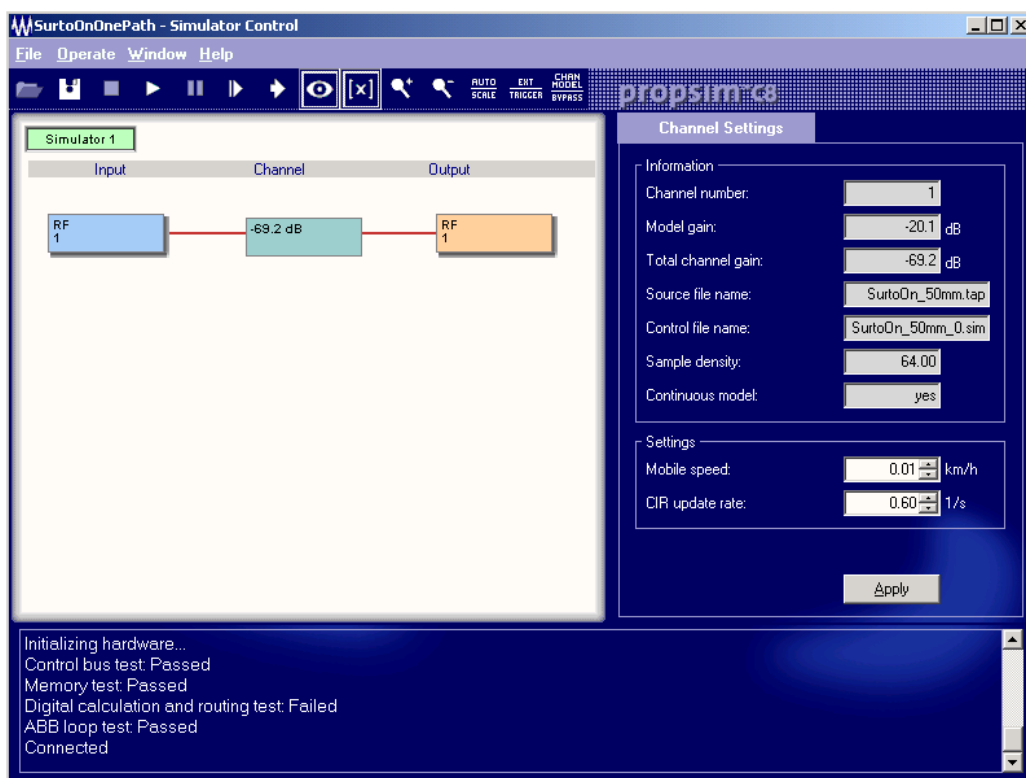 SurtoOnOnePath - Simulator Control
File Operate Window Help
[x] AUTO SCALE EXT TRIGGER CHAN MODEL BYPASS propsim™C8
Simulator 1
Input Channel Output
RF
1
-69.2 dB
RF
1
Channel Settings
Information
Channel number: 1
Model gain: -20.1 dB
Total channel gain: -69.2 dB
Source file name: SurtoOn_50mm.tap
Control file name: SurtoOn_50mm_0.sim
Sample density: 64.00
Continuous model: yes
Settings
Mobile speed: 0.01 km/h
CIR update rate: 0.60 1/s
Apply
Initializing hardware...
Control bus test: Passed
Memory test: Passed
Digital calculation and routing test: Failed
ABB loop test: Passed
Connected